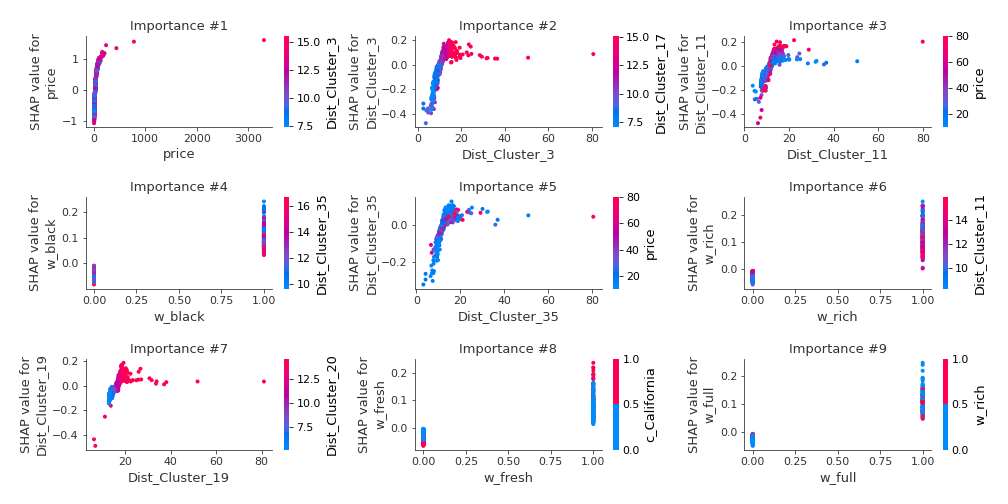 Importance #1
SHAP value for
price
1
0
−1
0
1000
2000
3000
price
15.0
12.5
10.0
7.5
Dist_Cluster_3
Importance #2
SHAP value for
Dist_Cluster_3
0.2
0.0
−0.2
−0.4
0
20
40
60
80
Dist_Cluster_3
15.0
12.5
10.0
7.5
Dist_Cluster_17
Importance #3
SHAP value for
Dist_Cluster_11
0.2
0.0
−0.2
−0.4
0
20
40
60
80
Dist_Cluster_11
80
60
40
20
price
Importance #4
SHAP value for
w_black
0.2
0.1
0.0
0.00
0.25
0.50
0.75
1.00
w_black
16
14
12
10
Dist_Cluster_35
Importance #5
SHAP value for
Dist_Cluster_35
0.0
−0.2
0
20
40
60
80
Dist_Cluster_35
80
60
40
20
price
Importance #6
SHAP value for
w_rich
0.2
0.0
0.00
0.25
0.50
0.75
1.00
w_rich
14
12
10
Dist_Cluster_11
Importance #7
SHAP value for
Dist_Cluster_19
0.2
0.0
−0.2
−0.4
20
40
60
80
Dist_Cluster_19
12.5
10.0
7.5
Dist_Cluster_20
Importance #8
SHAP value for
w_fresh
0.2
0.1
0.0
0.00
0.25
0.50
0.75
1.00
w_fresh
1.0
0.5
0.0
c_California
Importance #9
SHAP value for
w_full
0.2
0.1
0.0
0.00
0.25
0.50
0.75
1.00
w_full
1.0
0.5
0.0
w_rich